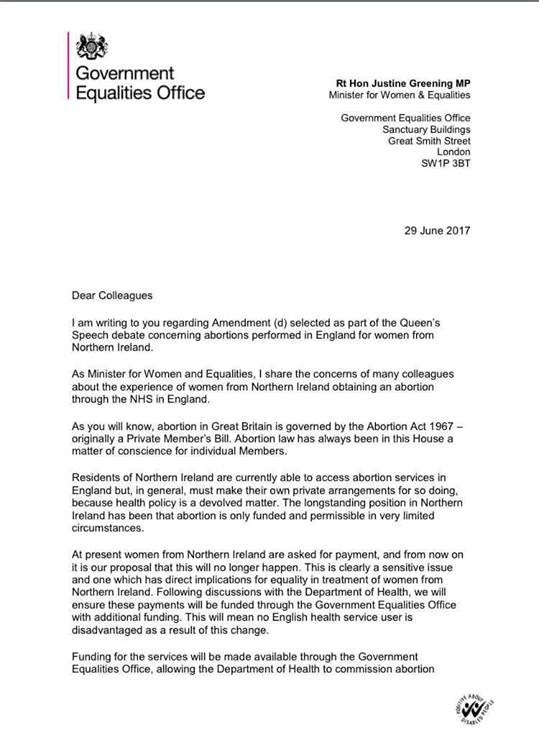 Government
Equalities Office
Rt Hon Justine Greening MP
Minister for Women & Equalities
Government Equalities Office
Sanctuary Buildings
Great Smith Street
London
SW1P 3BT
29 June 2017
Dear Colleagues
I am writing to you regarding Amendment (d) selected as part of the Queen's
Speech debate concerning abortions performed in England for women from
Northern Ireland.
As Minister for Women and Equalities, I share the concerns of many colleagues
about the experience of women from Northern Ireland obtaining an abortion
through the NHS in England.
As you will know, abortion in Great Britain is governed by the Abortion Act 1967 –
originally a Private Member's Bill. Abortion law has always been in this House a
matter of conscience for individual Members.
Residents of Northern Ireland are currently able to access abortion services in
England but, in general, must make their own private arrangements for so doing,
because health policy is a devolved matter. The longstanding position in Northern
Ireland has been that abortion is only funded and permissible in very limited
circumstances.
At present women from Northern Ireland are asked for payment, and from now on
it is our proposal that this will no longer happen. This is clearly a sensitive issue
and one which has direct implications for equality in treatment of women from
Northern Ireland. Following discussions with the Department of Health, we will
ensure these payments will be funded through the Government Equalities Office
with additional funding. This will mean no English health service user is
disadvantaged as a result of this change.
Funding for the services will be made available through the Government
Equalities Office, allowing the Department of Health to commission abortion
POSITIVE ABOUT
DISABLED PEOPLE